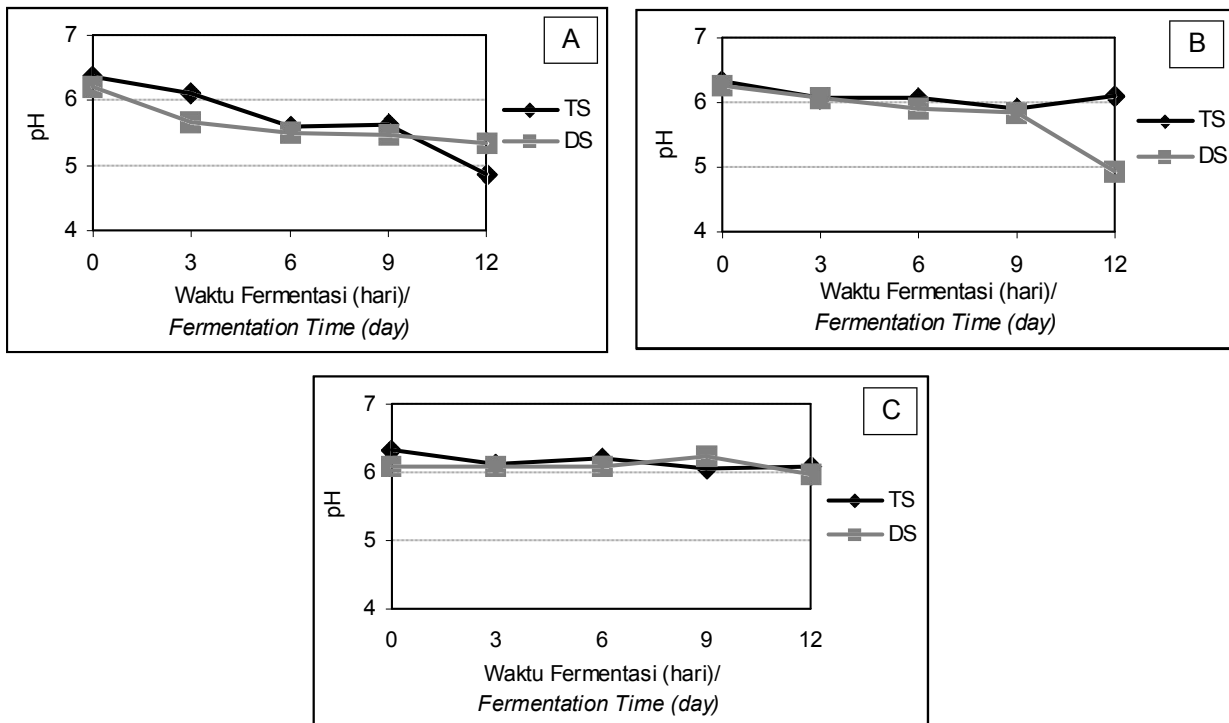 A
7
6
5
4
pH
0 3 6 9 12
Waktu Fermentasi (hari)/
Fermentation Time (day)
TS
DS
B
7
6
5
4
pH
0 3 6 9 12
Waktu Fermentasi (hari)/
Fermentation Time (day)
TS
DS
C
7
6
5
4
pH
0 3 6 9 12
Waktu Fermentasi (hari)/
Fermentation Time (day)
TS
DS